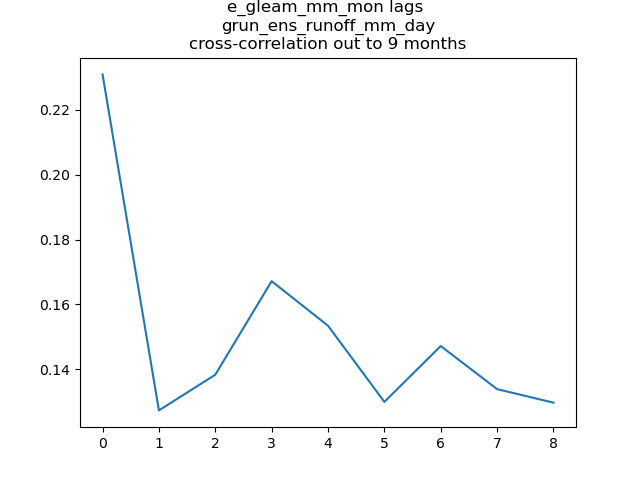 e_gleam_mm_mon lags
grun_ens_runoff_mm_day
cross-correlation out to 9 months
0.22
0.20
0.18
0.16
0.14
0 1 2 3 4 5 6 7 8